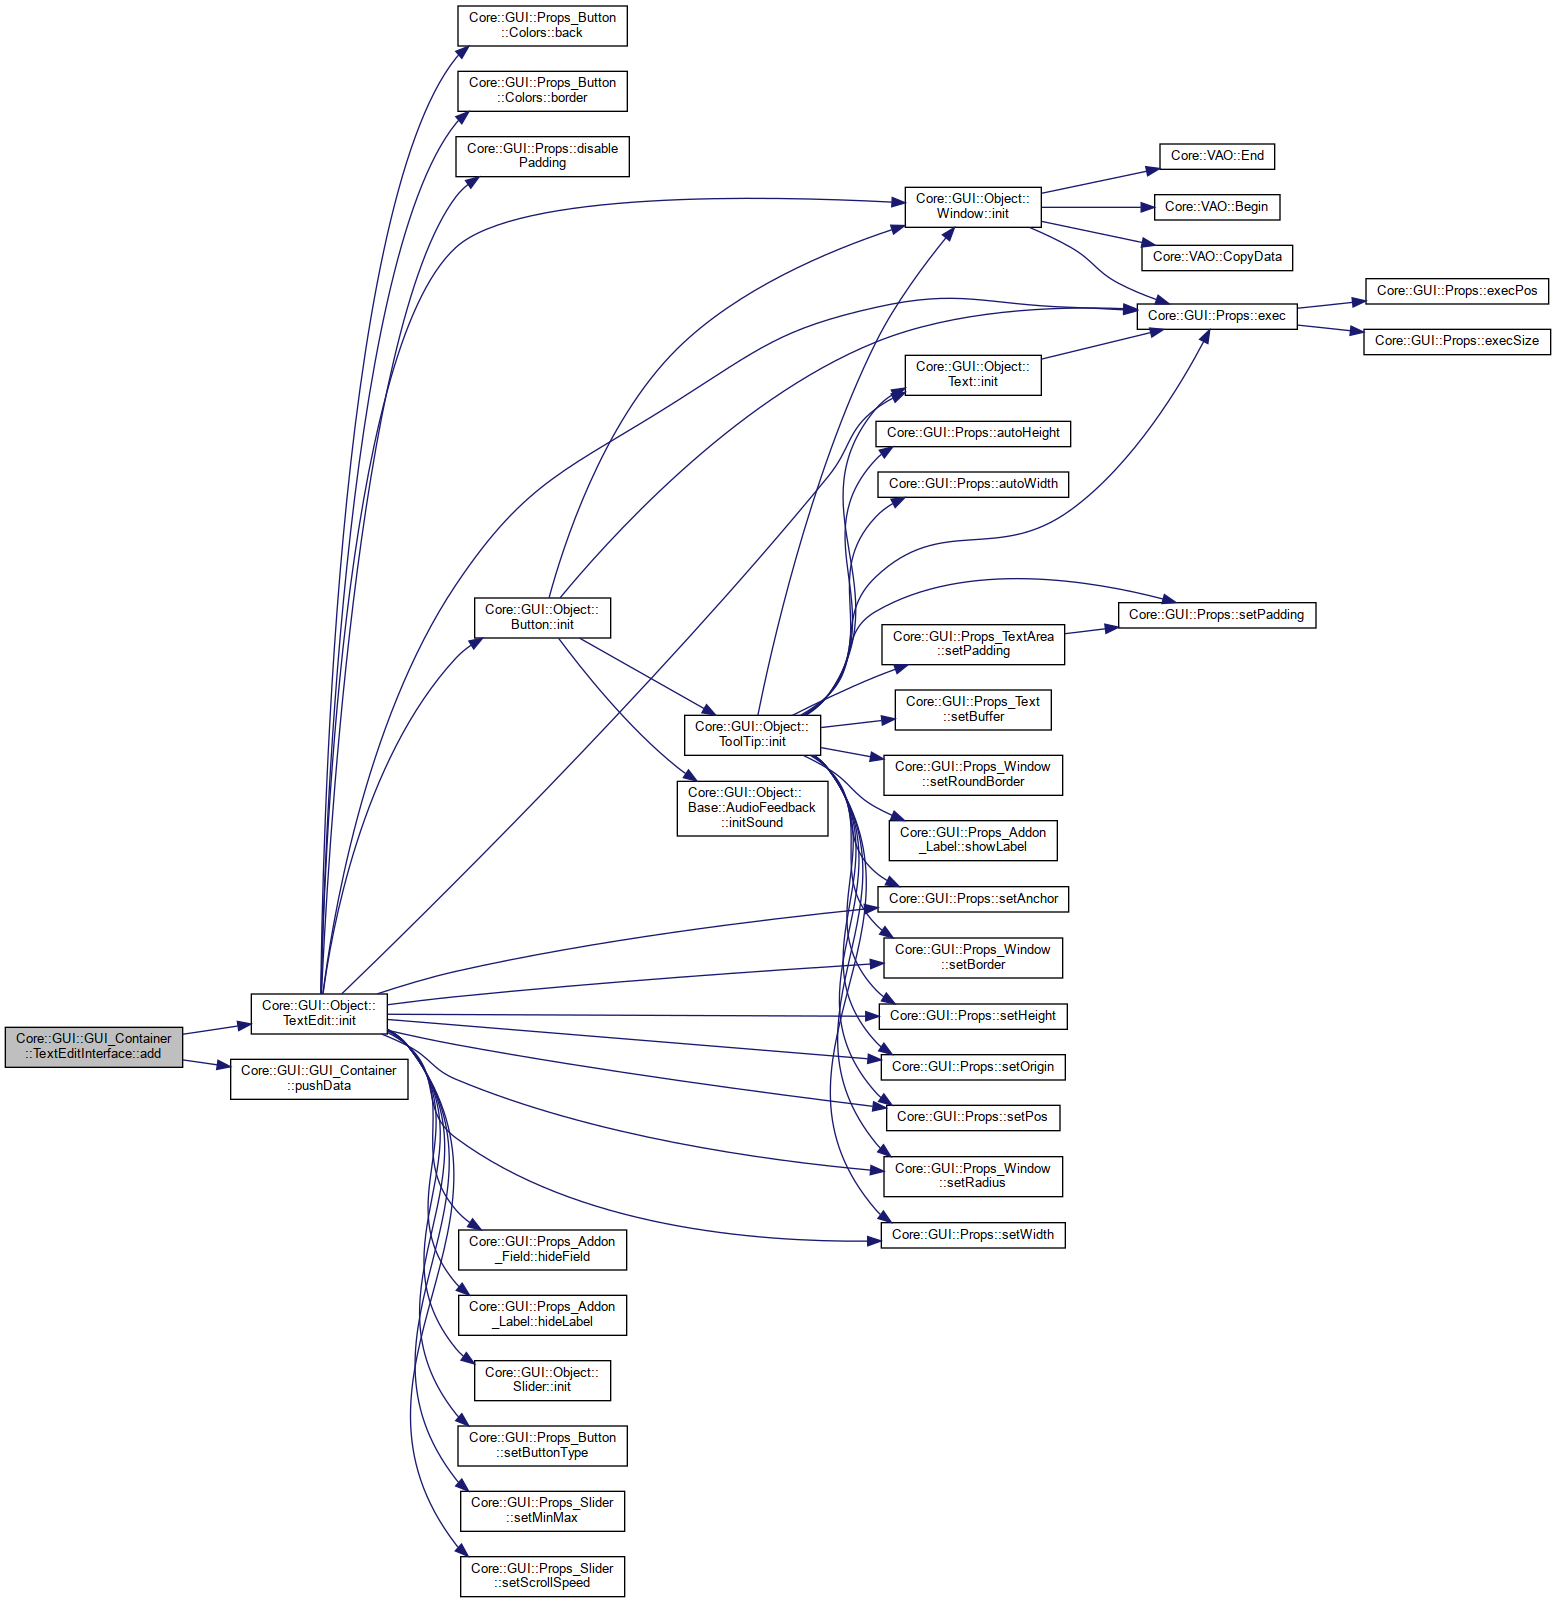 Core::GUI::Props_Button
::Colors::back
Core::GUI::Props_Button
::Colors::border
Core::GUI::Props::disable
Padding
Core::GUI::Object::
Window::init
Core::VAO::End
Core::VAO::Begin
Core::VAO::CopyData
Core::GUI::Props::exec
Core::GUI::Props::execPos
Core::GUI::Props::execSize
Core::GUI::Object::
Text::init
Core::GUI::Props::autoHeight
Core::GUI::Props::autoWidth
Core::GUI::Object::
Button::init
Core::GUI::Props::setPadding
Core::GUI::Props_TextArea
::setPadding
Core::GUI::Props_Text
::setBuffer
Core::GUI::Object::
ToolTip::init
Core::GUI::Props_Window
::setRoundBorder
Core::GUI::Object::
Base::AudioFeedback
::initSound
Core::GUI::Props_Addon
_Label::showLabel
Core::GUI::Props::setAnchor
Core::GUI::Props_Window
::setBorder
Core::GUI::Object::
TextEdit::init
Core::GUI::Props::setHeight
Core::GUI::GUI_Container
::TextEditInterface::add
Core::GUI::GUI_Container
::pushData
Core::GUI::Props::setOrigin
Core::GUI::Props::setPos
Core::GUI::Props_Window
::setRadius
Core::GUI::Props::setWidth
Core::GUI::Props_Addon
_Field::hideField
Core::GUI::Props_Addon
_Label::hideLabel
Core::GUI::Object::
Slider::init
Core::GUI::Props_Button
::setButtonType
Core::GUI::Props_Slider
::setMinMax
Core::GUI::Props_Slider
::setScrollSpeed